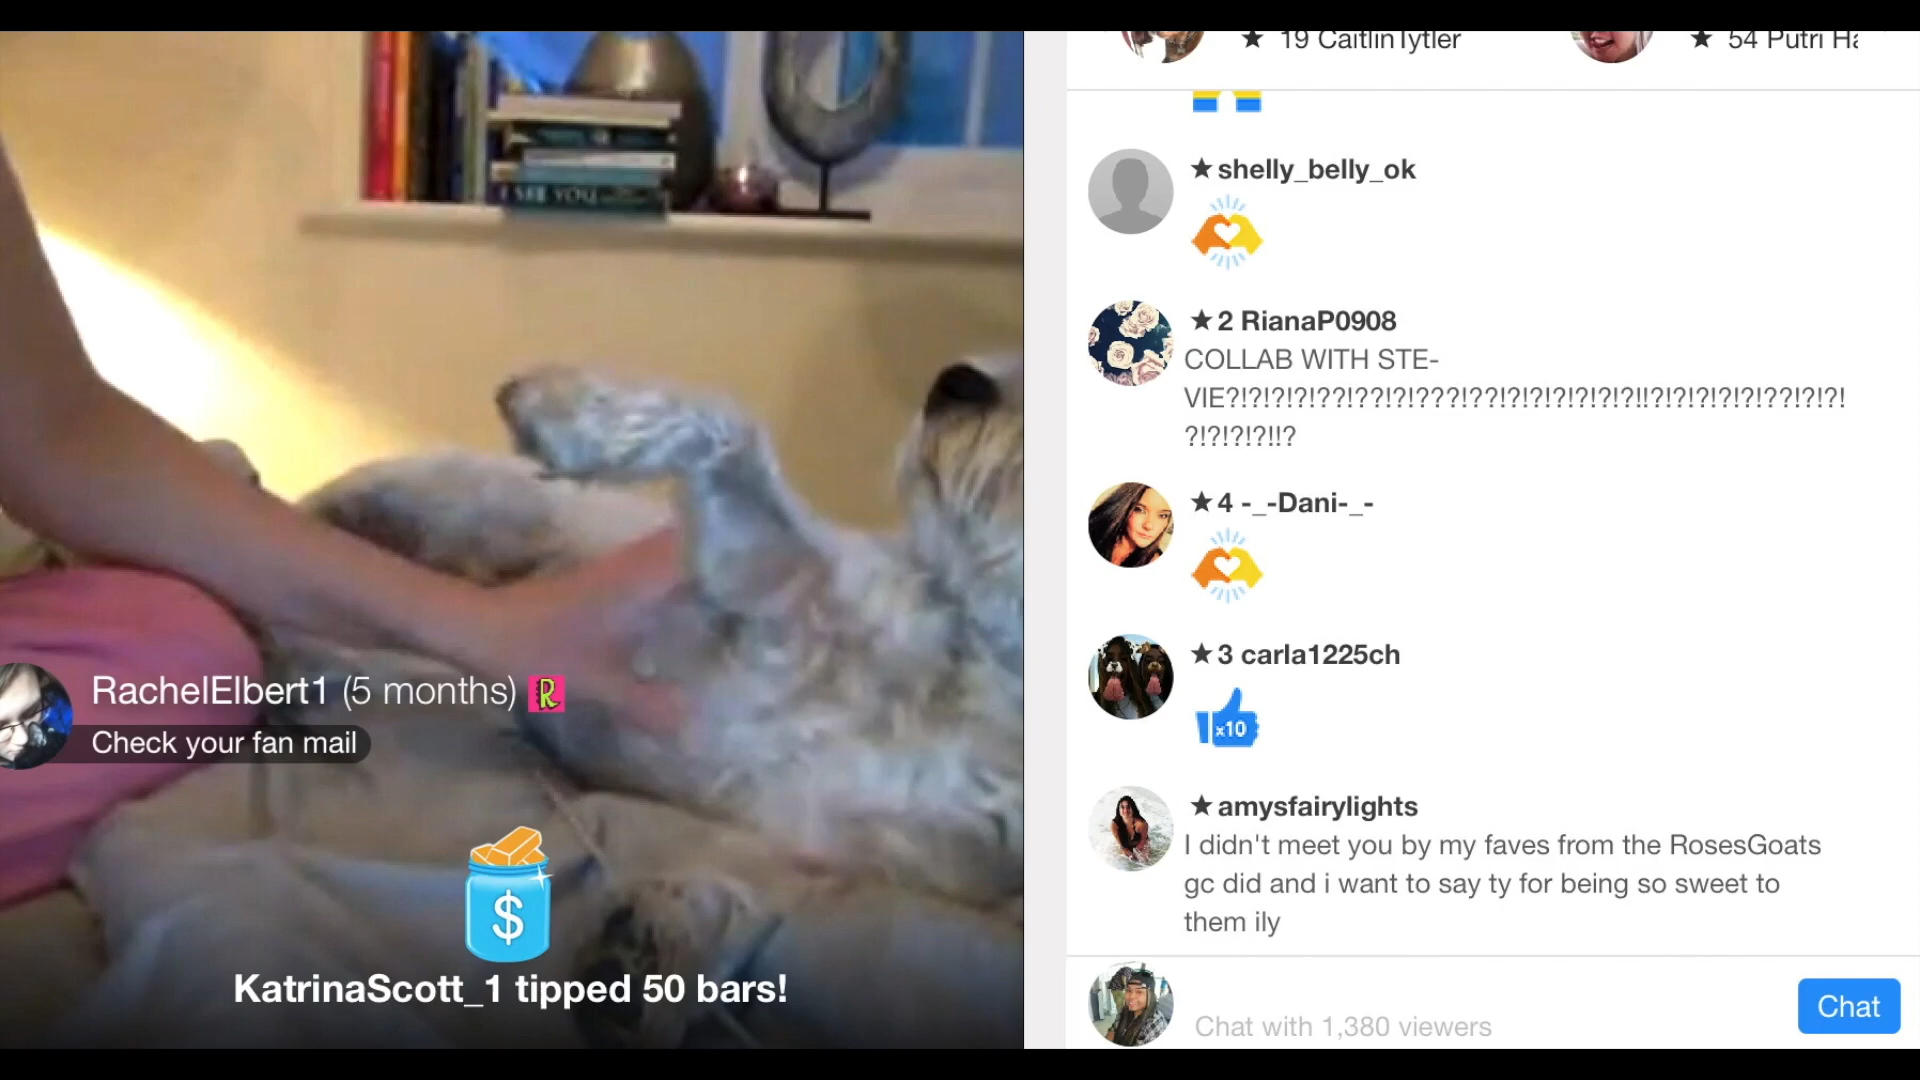 I SEE YOU
RachelElbert1 (5 months) R
Check your fan mail
$
KatrinaScott_1 tipped 50 bars!
★ 19 CaitlinTytler ★ 54 Putri Ha
★ shelly_belly_ok
★ 2 RianaP0908
COLLAB WITH STE-
VIE?!?!?!?!??!??!?!???!??!?!?!?!?!?!?!!?!?!?!?!?!??!?!?!
?!?!?!?!!?
★ 4 -_-Dani-_-
★ 3 carla1225ch
x10
★ amysfairylights
I didn't meet you by my faves from the RosesGoats
gc did and i want to say ty for being so sweet to
them ily
Chat with 1,380 viewers
Chat